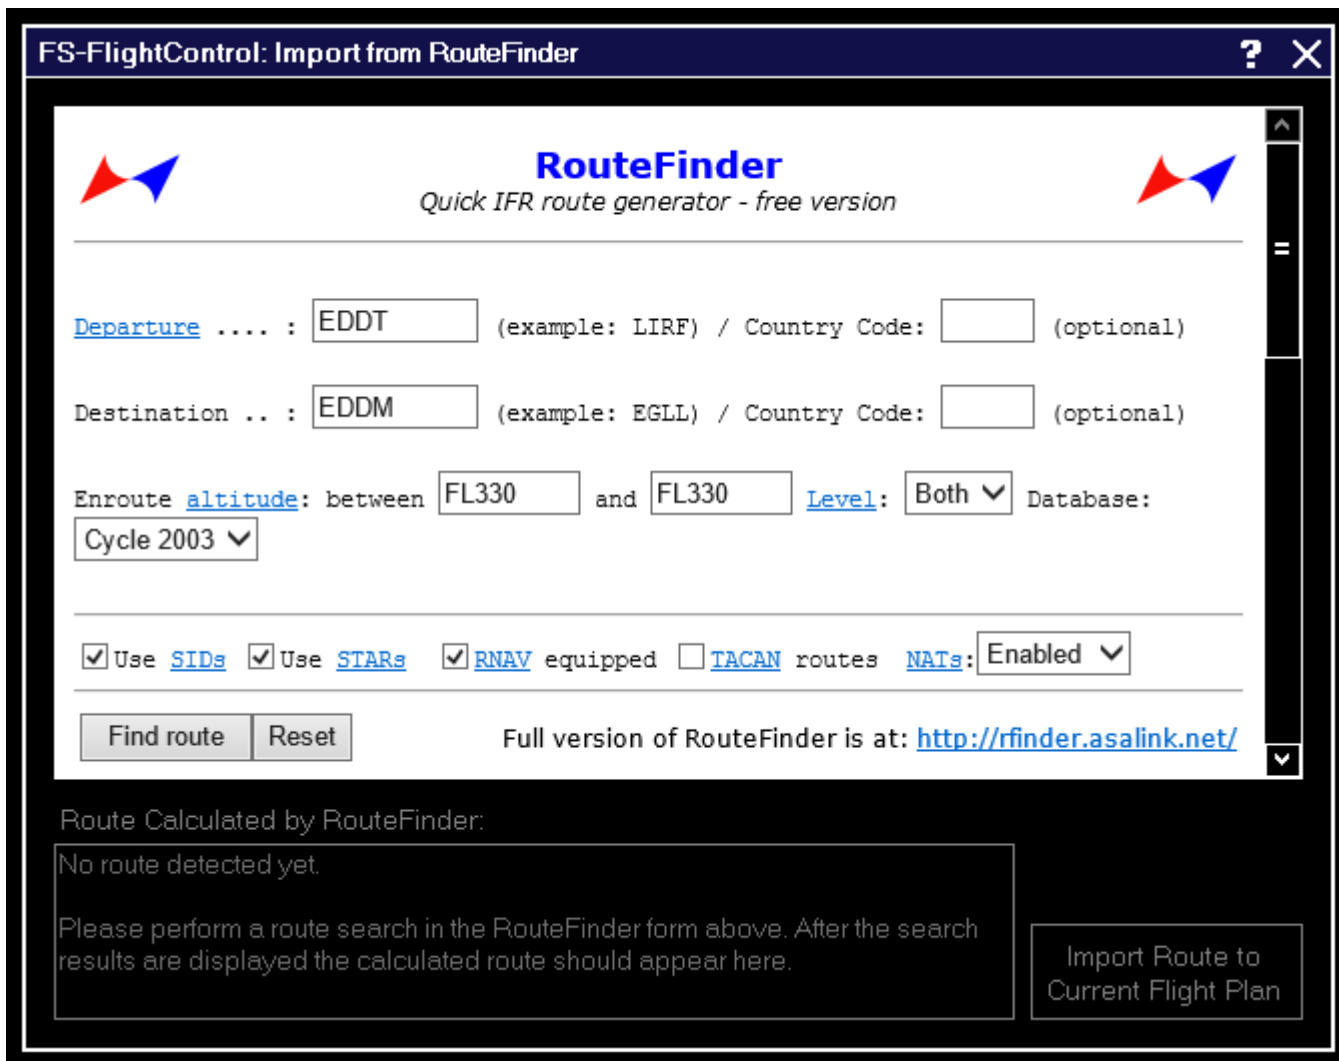 FS-FlightControl: Import from RouteFinder ?
RouteFinder
Quick IFR route generator - free version
Departure .... : EDDT (example: LIRF) / Country Code: (optional)
Destination .. : EDDM (example: EGLL) / Country Code: (optional)
Enroute altitude: between FL330 and FL330 Level: Both Database:
Cycle 2003
Use SIDs Use STARs RNAV equipped TACAN routes NATs: Enabled
Find route Reset Full version of RouteFinder is at: http://rfinder.asalink.net/
Route Calculated by RouteFinder:
No route detected yet.
Please perform a route search in the RouteFinder form above. After the search
results are displayed the calculated route should appear here.
Import Route to
Current Flight Plan